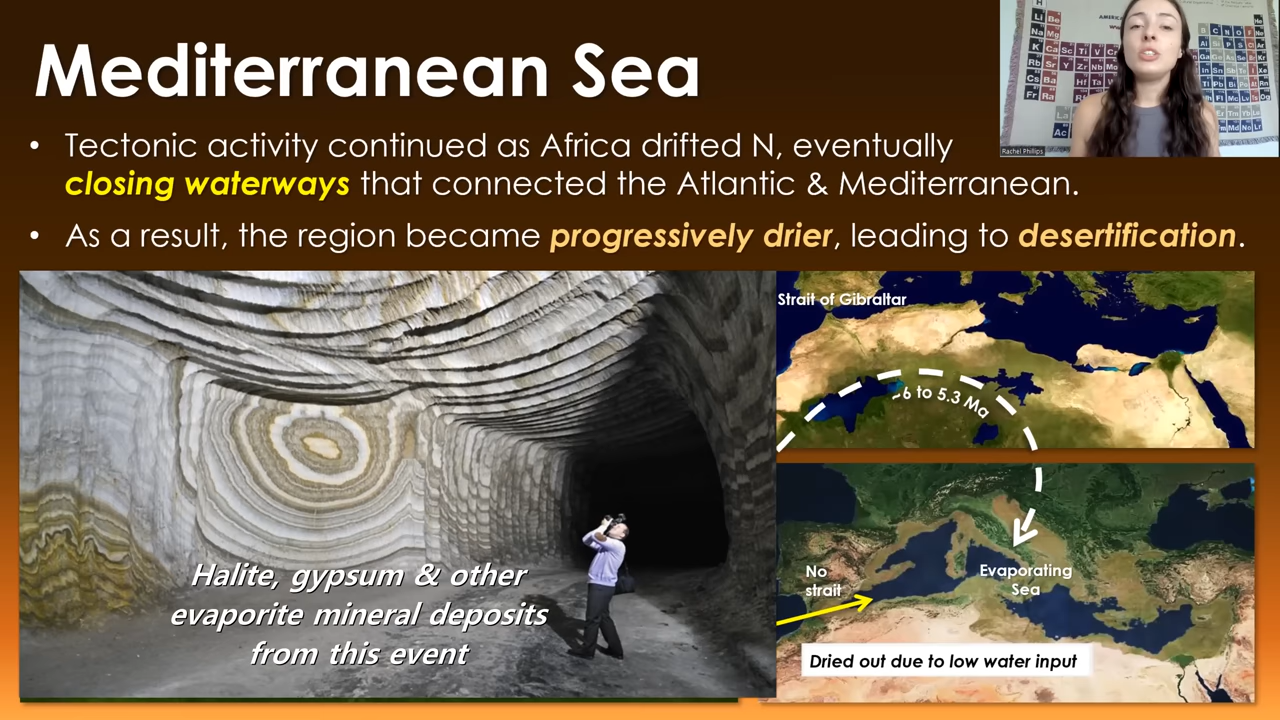 Mediterranean Sea
• Tectonic activity continued as Africa drifted N, eventually
closing waterways that connected the Atlantic & Mediterranean.
• As a result, the region became progressively drier, leading to desertification.
Rachel Phillips
Strait of Gibraltar
~6 to 5.3 Ma
Halite, gypsum & other
evaporite mineral deposits
from this event
No
strait
Evaporating
Sea
Dried out due to low water input